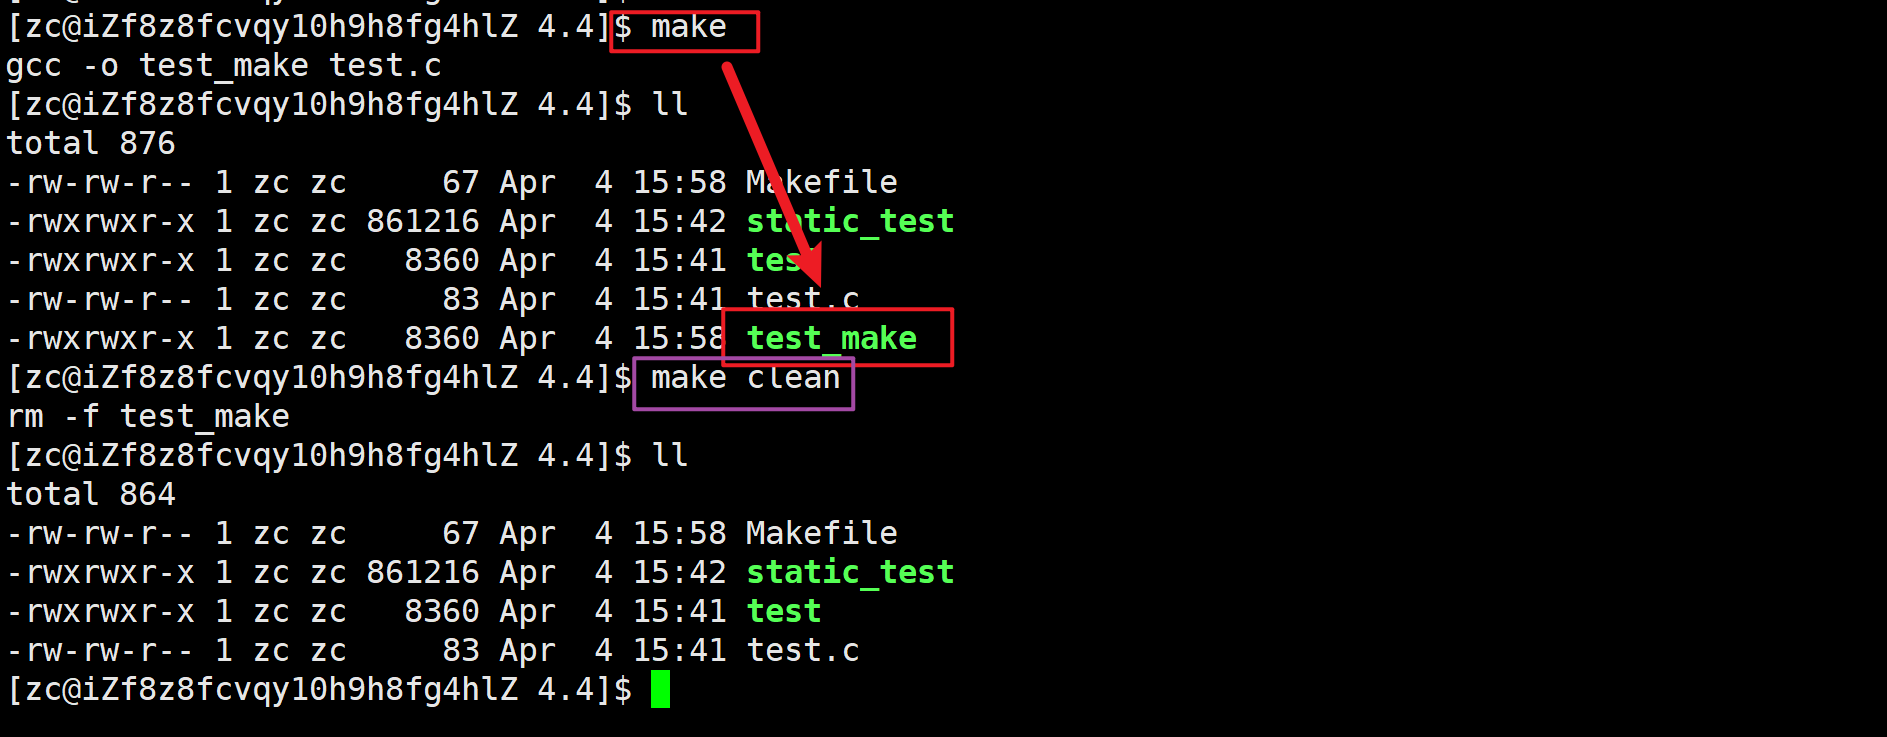 [zc@iZf8z8fcvqy10h9h8fg4hlZ 4.4]$ make
gcc -o test_make test.c
[zc@iZf8z8fcvqy10h9h8fg4hlZ 4.4]$ ll
total 876
-rw-rw-r-- 1 zc zc     67 Apr  4 15:58 Makefile
-rwxrwxr-x 1 zc zc 861216 Apr  4 15:42 static_test
-rwxrwxr-x 1 zc zc   8360 Apr  4 15:41 test
-rw-rw-r-- 1 zc zc     83 Apr  4 15:41 test.c
-rwxrwxr-x 1 zc zc   8360 Apr  4 15:58 test_make
[zc@iZf8z8fcvqy10h9h8fg4hlZ 4.4]$ make clean
rm -f test_make
[zc@iZf8z8fcvqy10h9h8fg4hlZ 4.4]$ ll
total 864
-rw-rw-r-- 1 zc zc     67 Apr  4 15:58 Makefile
-rwxrwxr-x 1 zc zc 861216 Apr  4 15:42 static_test
-rwxrwxr-x 1 zc zc   8360 Apr  4 15:41 test
-rw-rw-r-- 1 zc zc     83 Apr  4 15:41 test.c
[zc@iZf8z8fcvqy10h9h8fg4hlZ 4.4]$